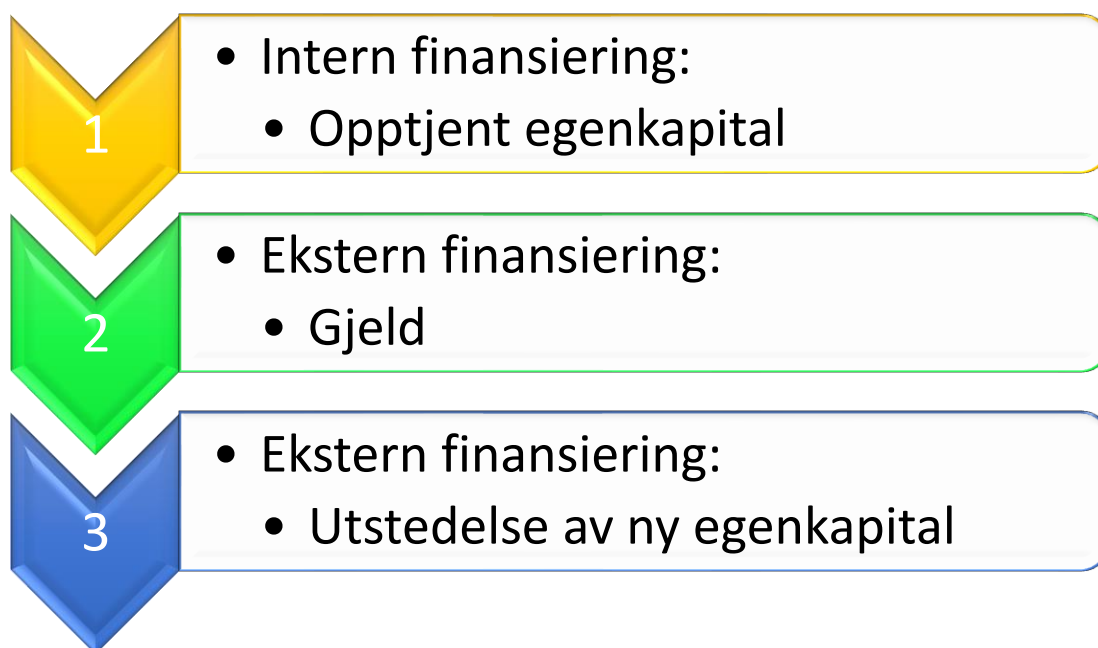 1
• Intern finansiering:
• Opptjent egenkapital
2
• Ekstern finansiering:
• Gjeld
3
• Ekstern finansiering:
• Utstedelse av ny egenkapital